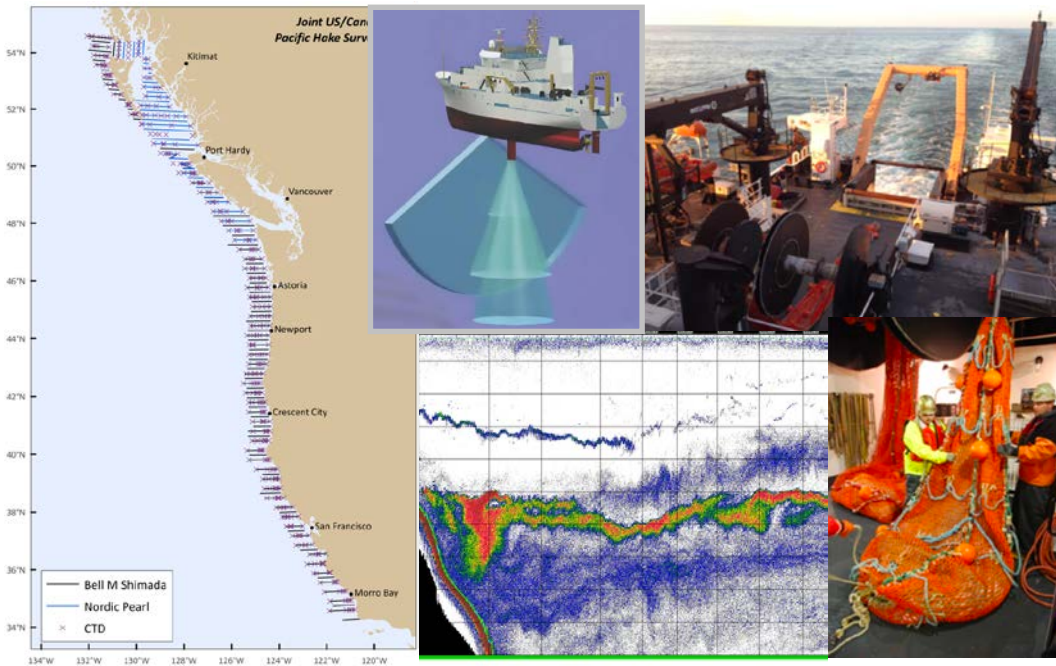 Joint US/Can
Pacific Hake Surv
54°N
52°N
50°N
48°N
46°N
44°N
42°N
40°N
38°N
36°N
34°N
Kitimat
Port Hardy
Vancouver
Astoria
Newport
Crescent City
San Francisco
Morro Bay
Bell M Shimada
Nordic Pearl
CTD
134°W
132°W
130°W
128°W
126°W
124°W
122°W
120°W